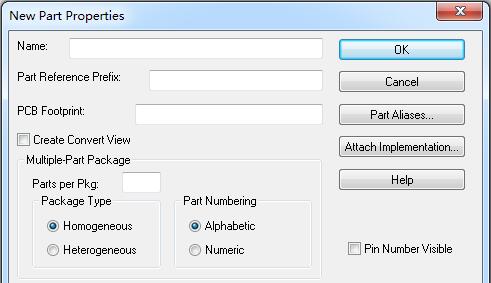 New Part Properties
Name:
OK
Part Reference Prefix:
Cancel
PCB Footprint:
Part Aliases...
Create Convert View
Attach Implementation...
Multiple-Part Package
Parts per Pkg:
Help
Package Type
Part Numbering
Homogeneous
Alphabetic
Heterogeneous
Numeric
Pin Number Visible